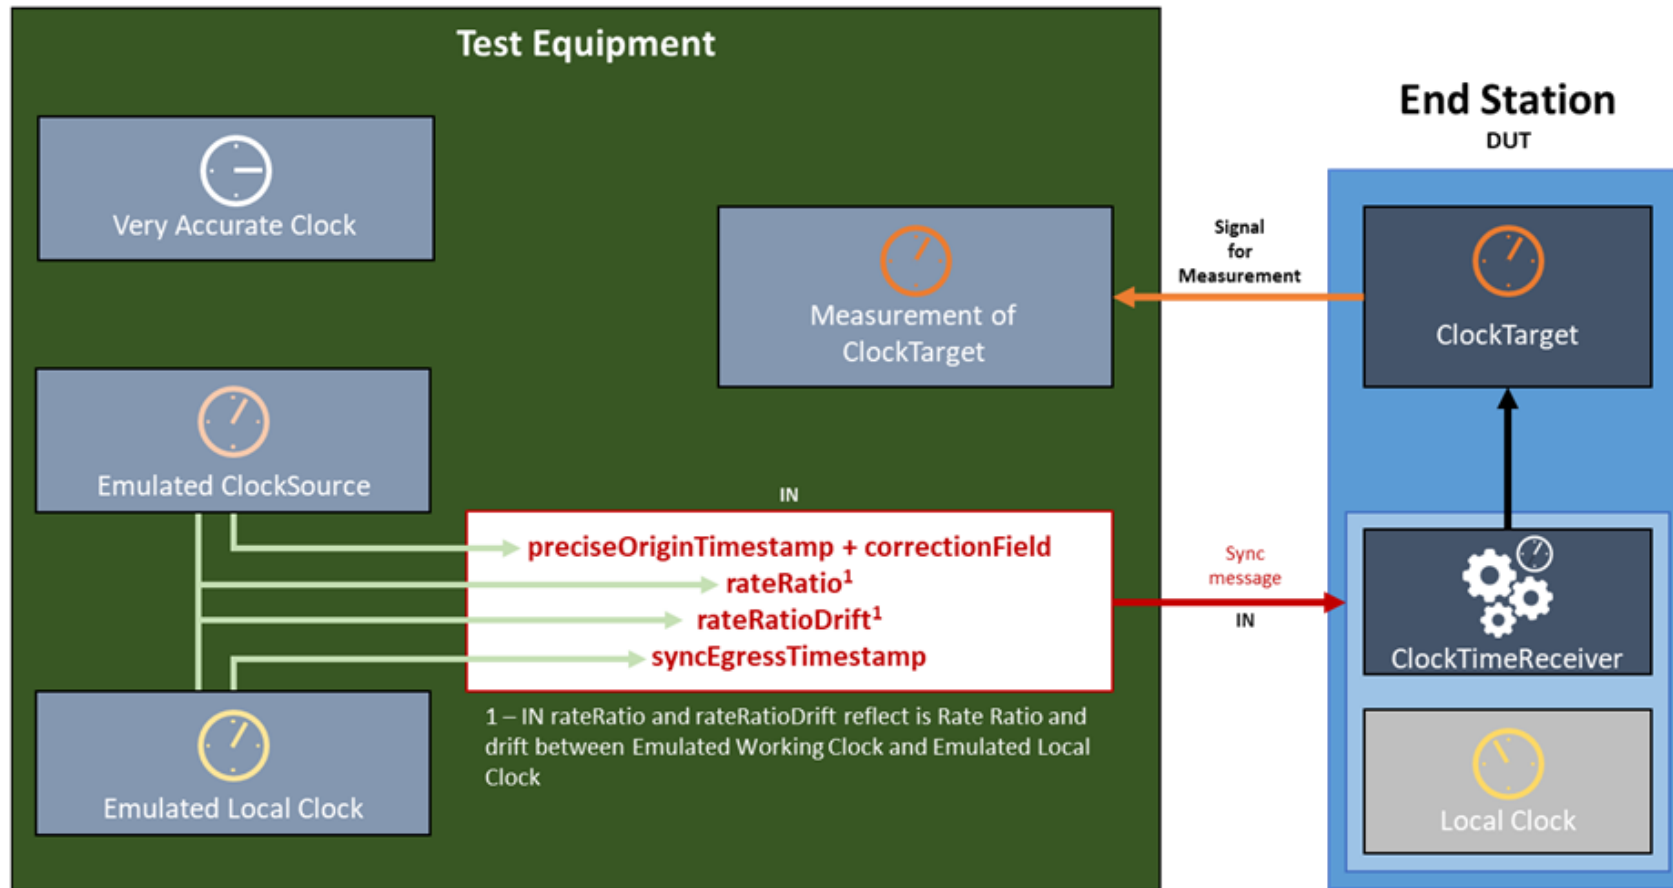 Test Equipment
End Station
DUT
Very Accurate Clock
Measurement of
ClockTarget
Signal
for
Measurement
ClockTarget
Emulated ClockSource
IN
preciseOriginTimestamp + correctionField
rateRatio¹
rateRatioDrift¹
syncEgressTimestamp
Sync
message
IN
ClockTimeReceiver
1 – IN rateRatio and rateRatioDrift reflect is Rate Ratio and
drift between Emulated Working Clock and Emulated Local
Clock
Emulated Local Clock
Local Clock